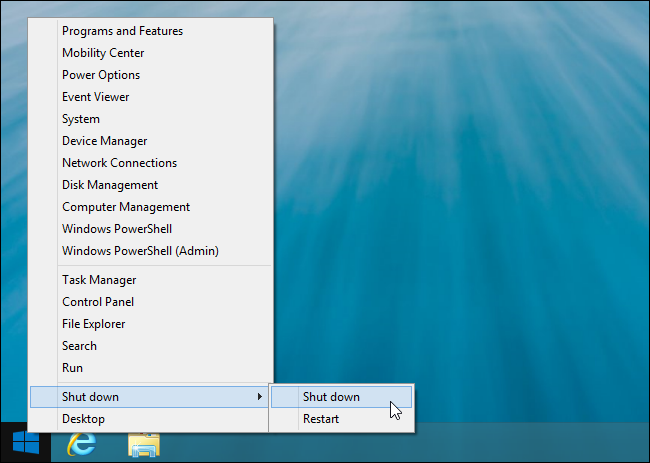 Programs and Features
Mobility Center
Power Options
Event Viewer
System
Device Manager
Network Connections
Disk Management
Computer Management
Windows PowerShell
Windows PowerShell (Admin)
Task Manager
Control Panel
File Explorer
Search
Run
Shut down
Shut down
Desktop
Restart